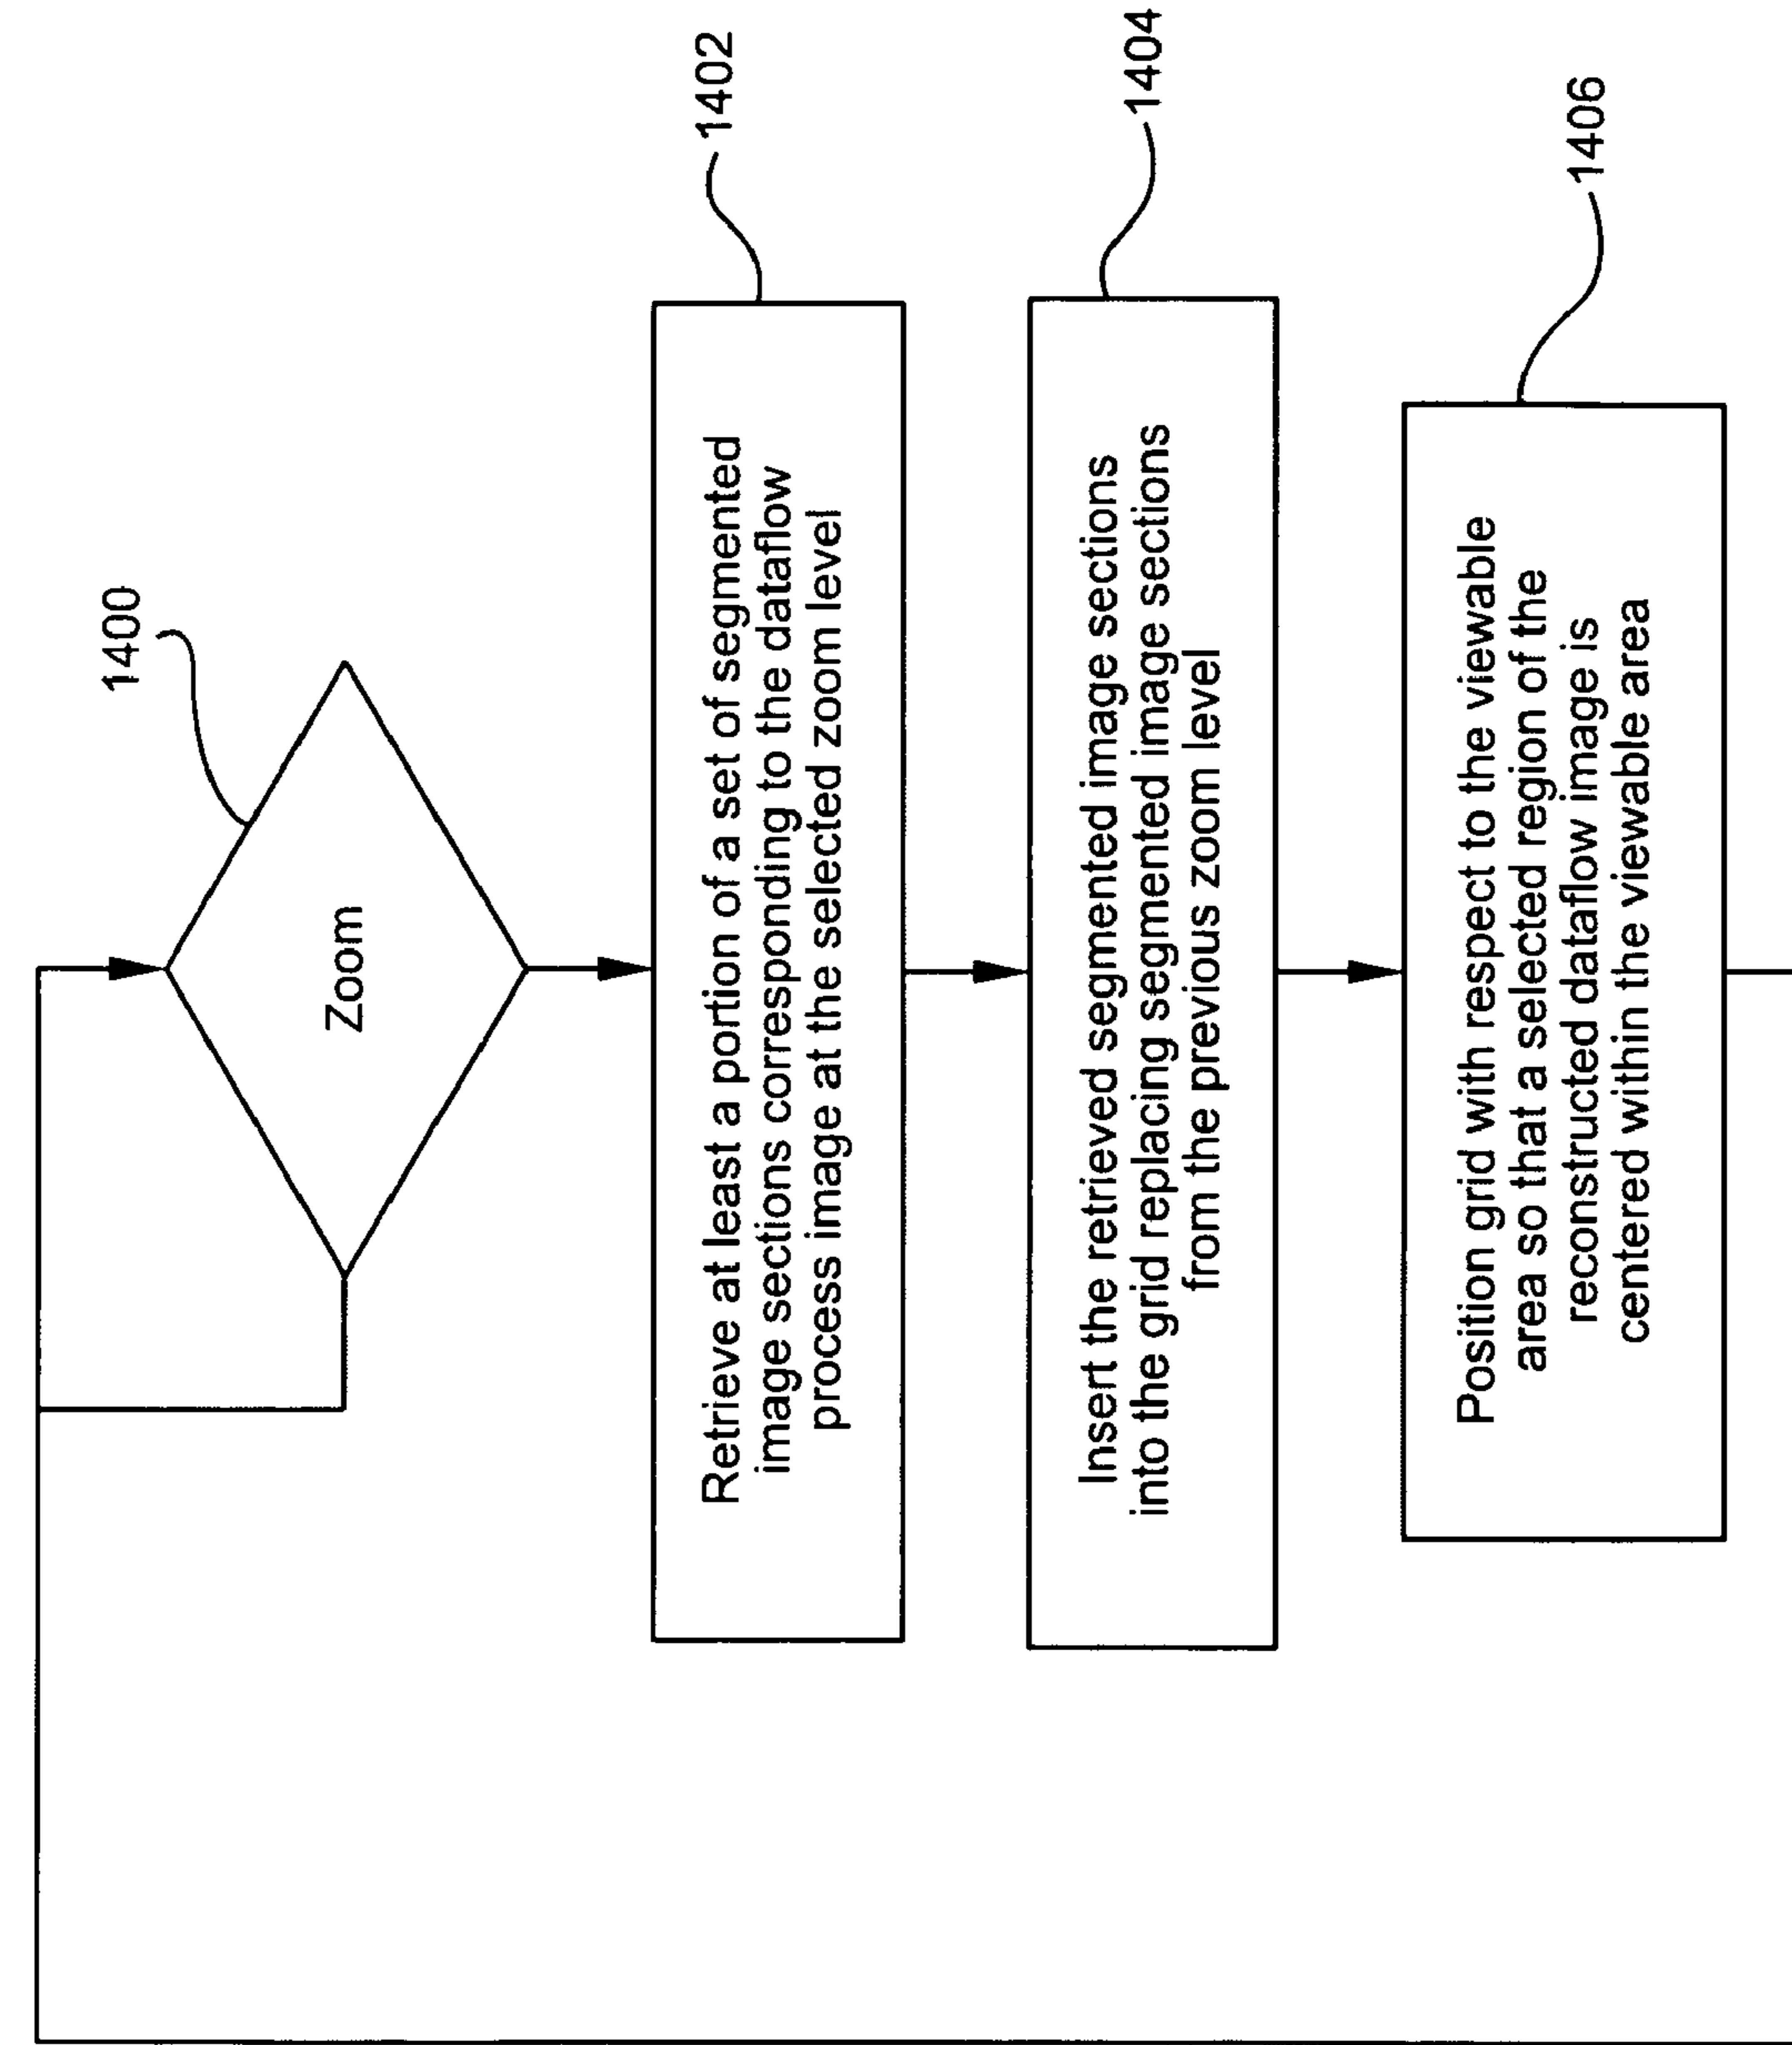 1400
Zoom
1402
Retrieve at least a portion of a set of segmented
image sections corresponding to the dataflow
process image at the selected zoom level
1404
Insert the retrieved segmented image sections
into the grid replacing segmented image sections
from the previous zoom level
1406
Position grid with respect to the viewable
area so that a selected region of the
reconstructed dataflow image is
centered within the viewable area